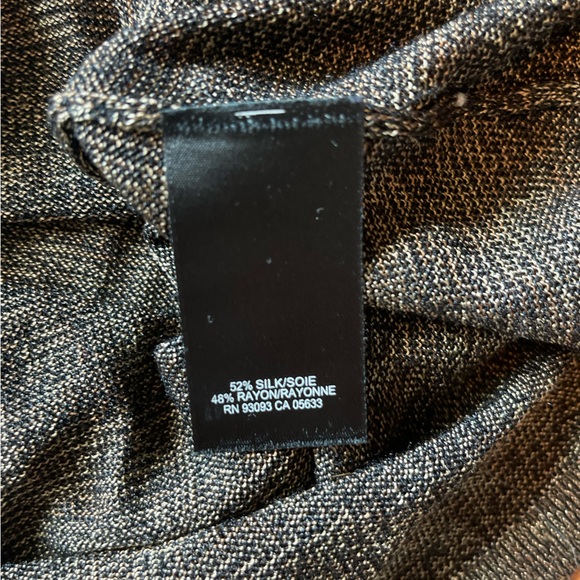 52% SILK/SOIE
48% RAYON/RAYONNE
RN 93093 CA 05633